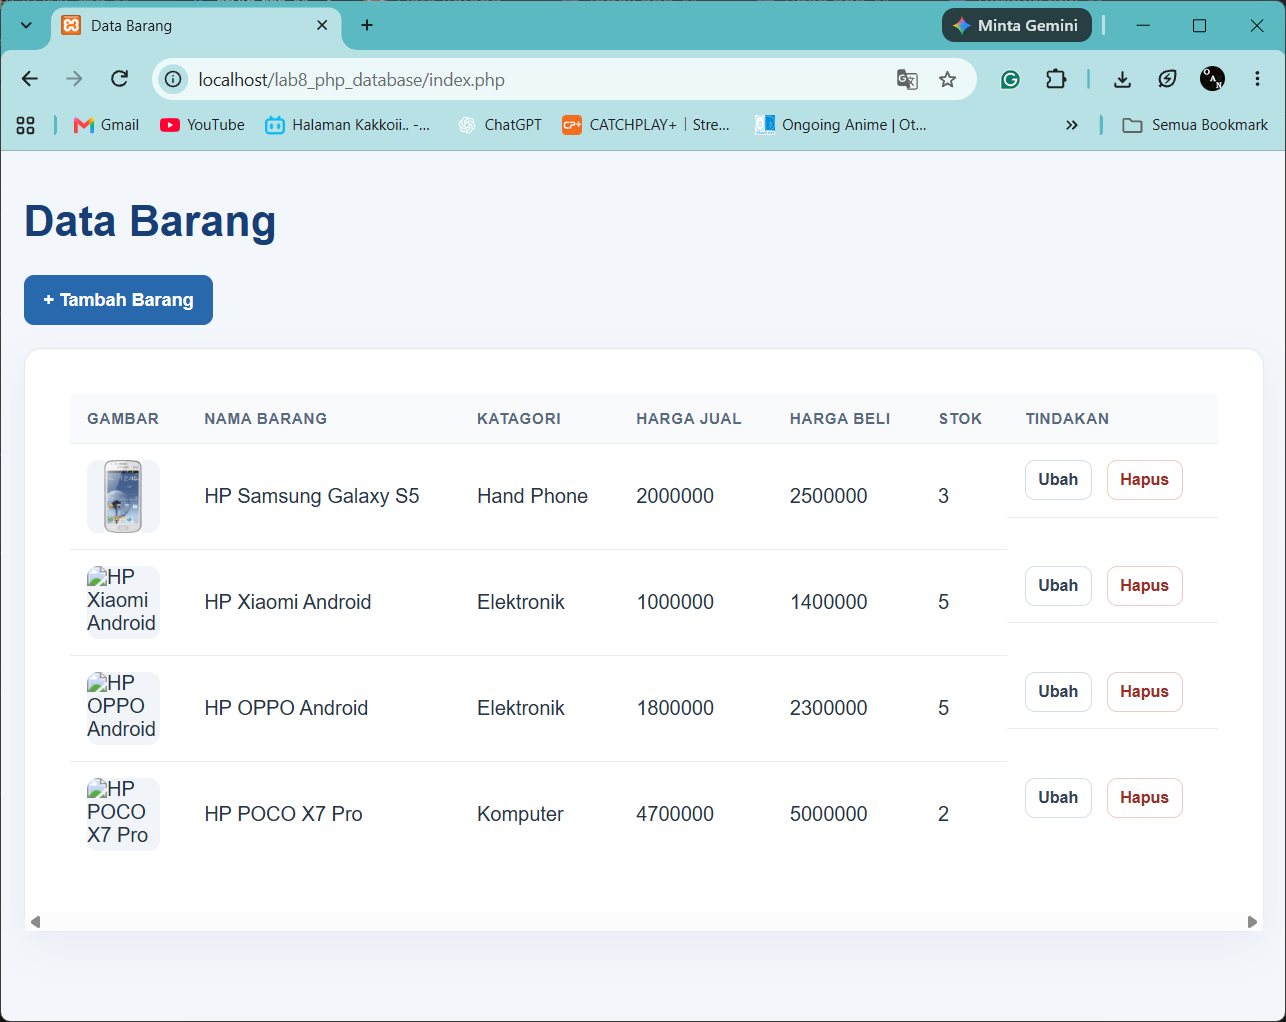 Data Barang
Minta Gemini
localhost/lab8_php_database/index.php
Gmail
YouTube
Halaman Kakkoii.. -...
ChatGPT
CP+
CATCHPLAY+ | Stre...
Ongoing Anime | Ot...
Semua Bookmark
Data Barang
+ Tambah Barang
GAMBAR NAMA BARANG KATAGORI HARGA JUAL HARGA BELI STOK TINDAKAN
HP Samsung Galaxy S5 Hand Phone 2000000 2500000 3 Ubah Hapus
HP
Xiaomi
Android
HP Xiaomi Android Elektronik 1000000 1400000 5 Ubah Hapus
HP
OPPO
Android
HP OPPO Android Elektronik 1800000 2300000 5 Ubah Hapus
HP
POCO
X7 Pro
HP POCO X7 Pro Komputer 4700000 5000000 2 Ubah Hapus